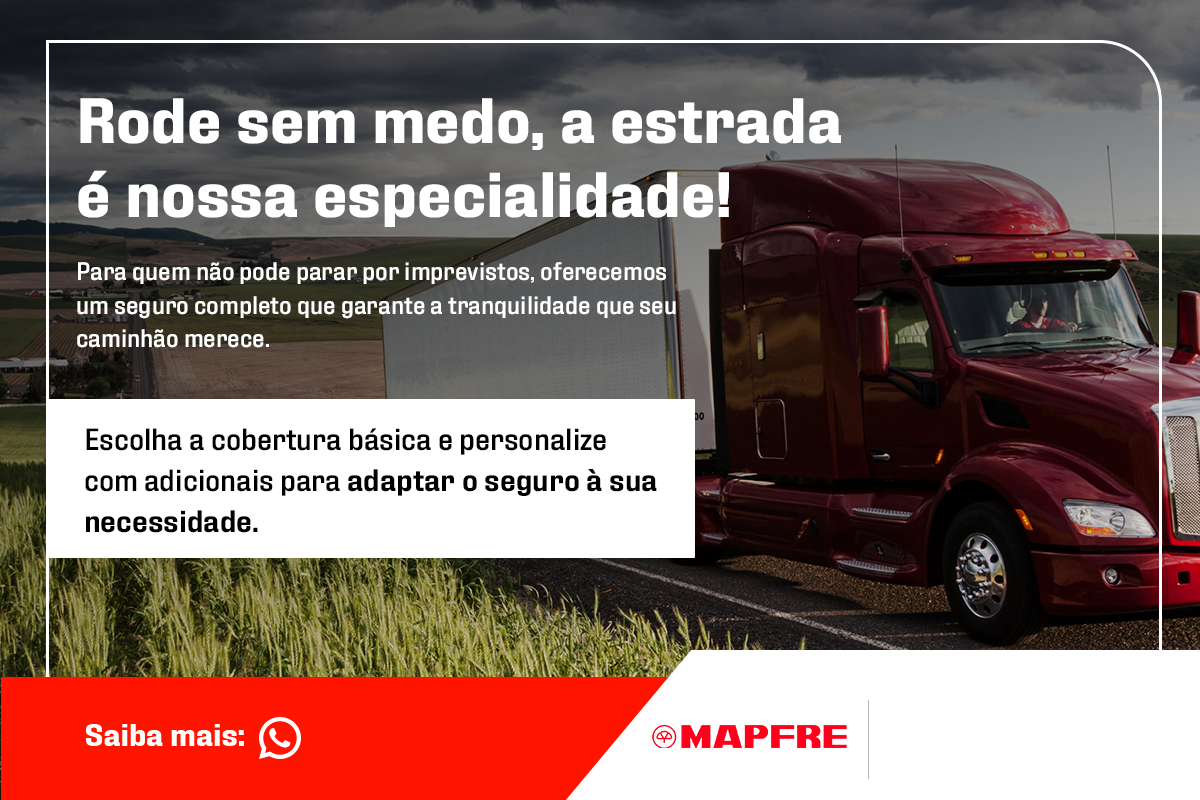 Rode sem medo, a estrada
é nossa especialidade!
Para quem não pode parar por imprevistos, oferecemos
um seguro completo que garante a tranquilidade que seu
caminhão merece.
Escolha a cobertura básica e personalize
com adicionais para adaptar o seguro à sua
necessidade.
Saiba mais:
MAPFRE